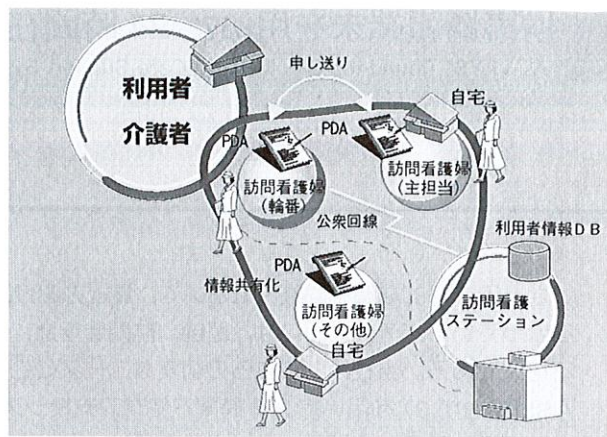 利用者
介護者
申し送り
自宅
PDA
PDA
訪問看護婦
(輪番)
訪問看護婦
(主担当)
公衆回線
利用者情報DB
PDA
情報共有化
訪問看護婦
(その他)
自宅
訪問看護
ステーション